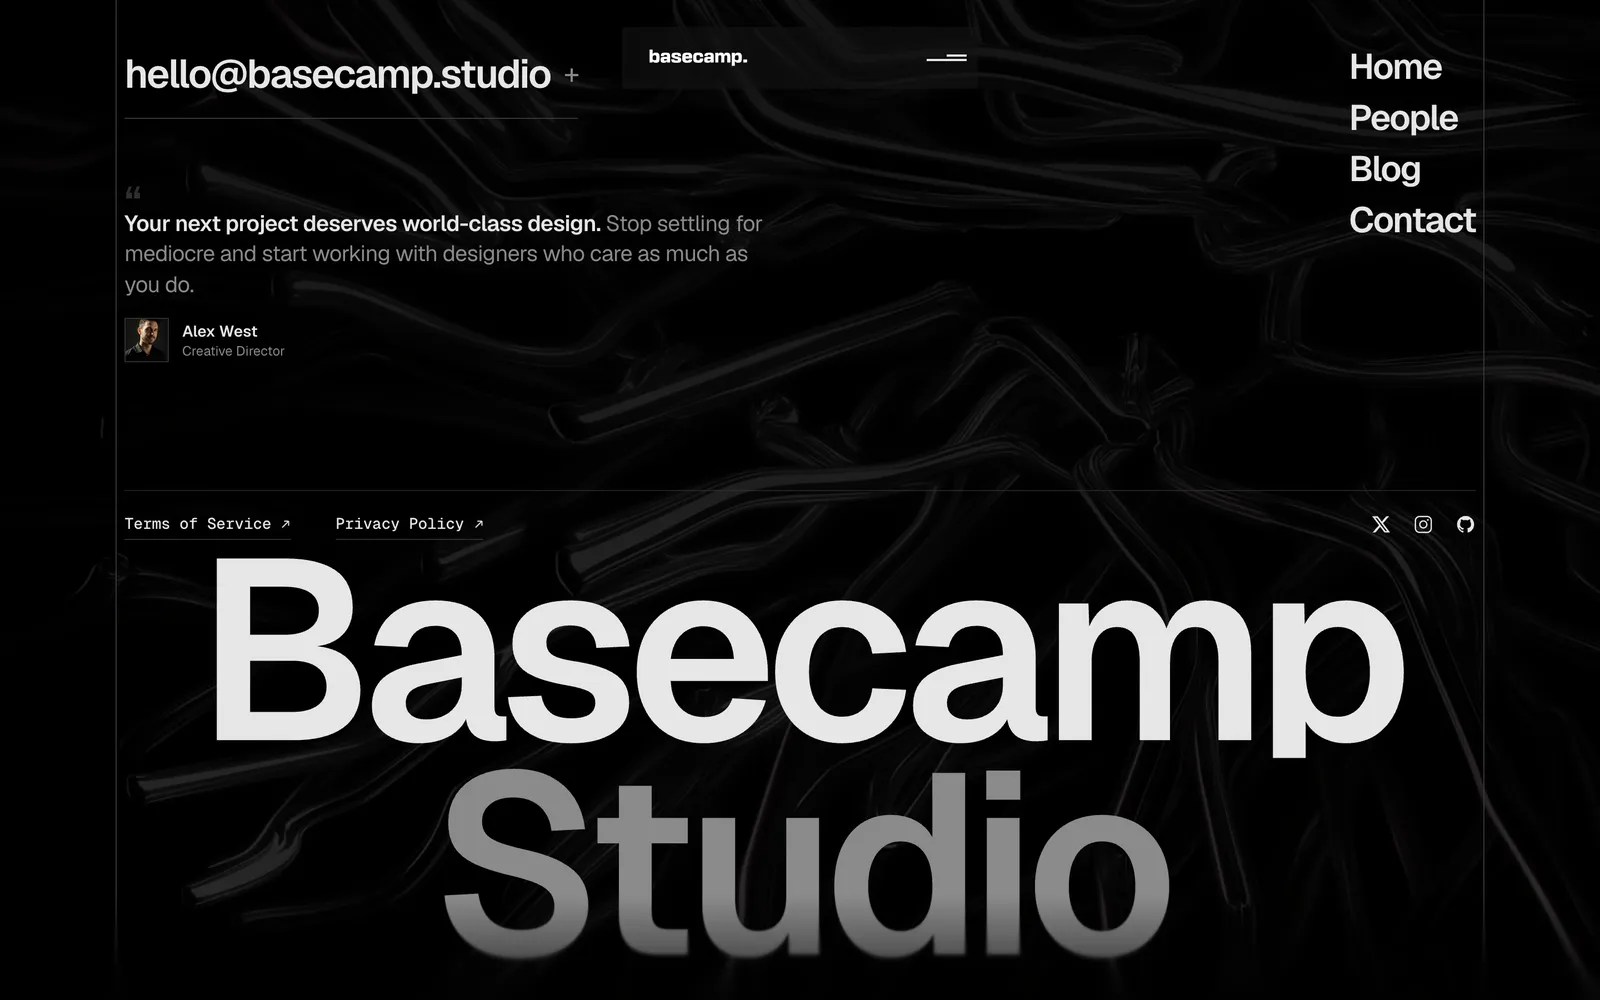 hello@basecamp.studio +
basecamp.
Home
People
Blog
Contact
“
Your next project deserves world-class design. Stop settling for
mediocre and start working with designers who care as much as
you do.
Alex West
Creative Director
Terms of Service ↗
Privacy Policy ↗
Basecamp
Studio